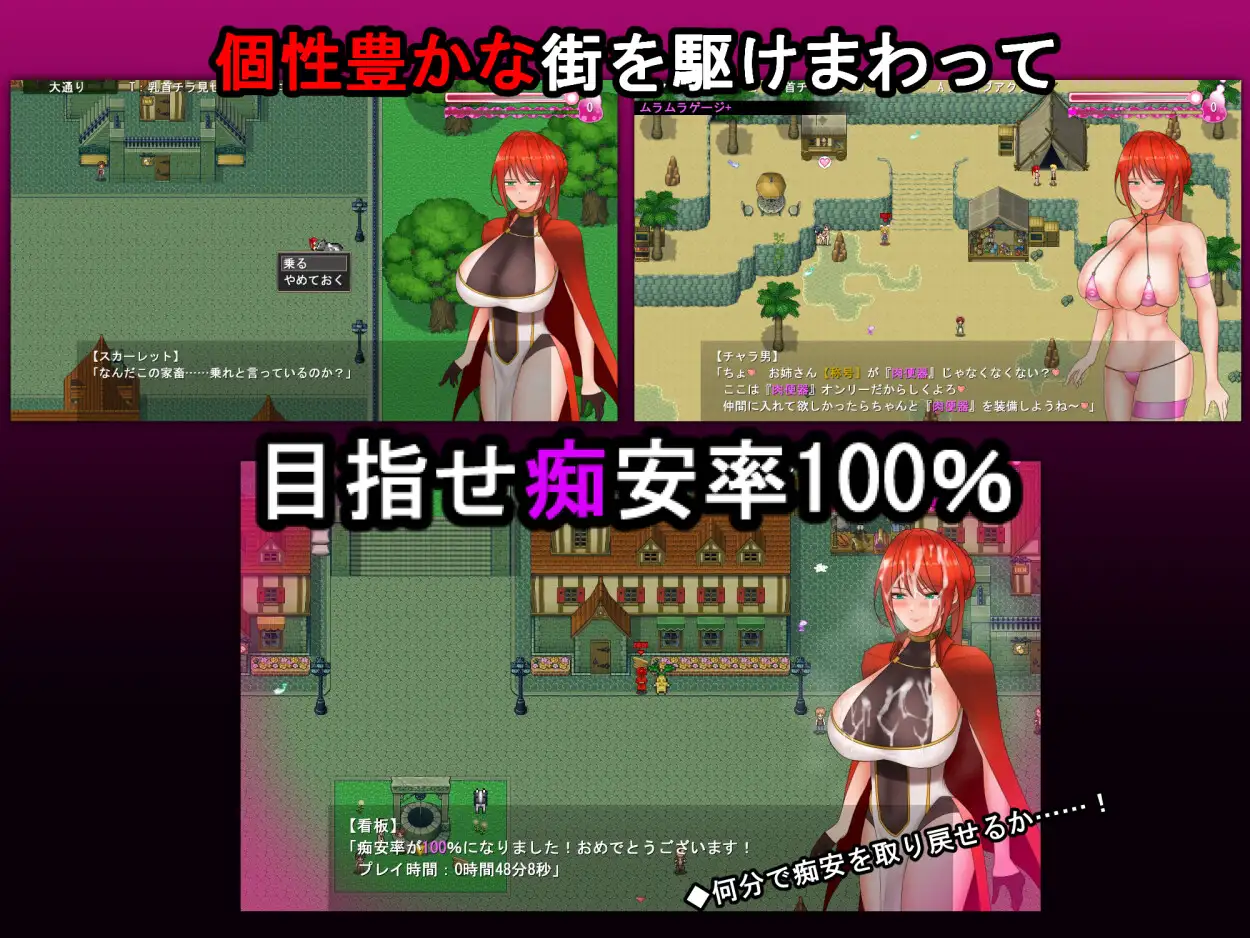 個性豊かな街を駆けまわって
大通り
乗る
やめておく
【スカーレット】
「なんだこの家畜……乗れと言っているのか？」
0
ムラムラゲージ+
0
【チャラ男】
「ちょ♥ お姉さん【称号】が『肉便器』じゃなくなくない？♥
ここは『肉便器』オンリーだからしくよろ♥
仲間に入れて欲しかったらちゃんと『肉便器』を装備しようね～♥」
目指せ痴安率100%
INN
【看板】
「痴安率が100%になりました！おめでとうございます！
プレイ時間：0時間48分8秒」
◆何分で痴安を取り戻せるか……！